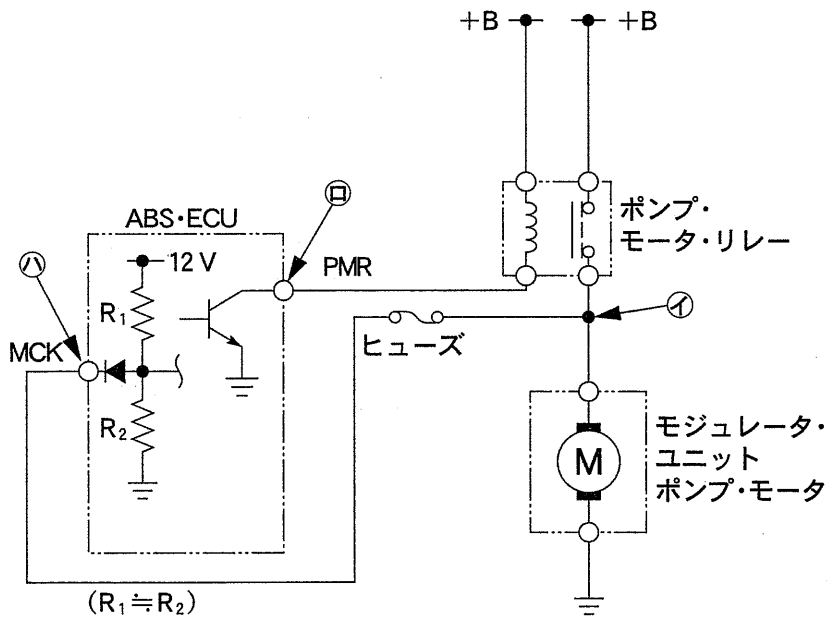 +B
+B
ポンプ・
モータ・リレー
㋺
ABS・ECU
PMR
㋩
12 V
R₁
MCK
R₂
ヒューズ
㋑
モジュレータ・
ユニット
ポンプ・モータ
M
(R₁≒R₂)